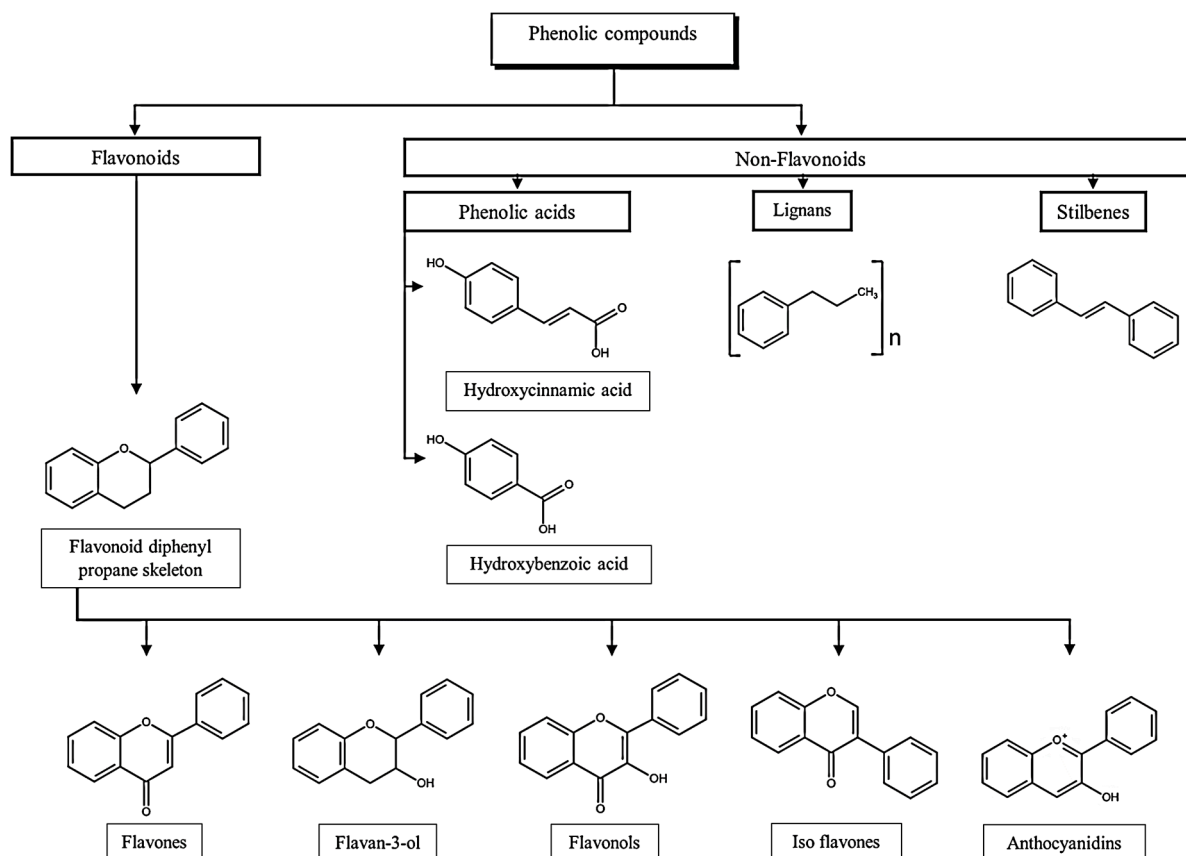 Phenolic compounds
Flavonoids
Non-Flavonoids
Phenolic acids
Lignans
Stilbenes
HO
O
OH
Hydroxycinnamic acid
CH₃
n
HO
O
OH
Hydroxybenzoic acid
O
Flavonoid diphenyl
propane skeleton
O
O
Flavones
O
OH
Flavan-3-ol
O
OH
O
Flavonols
O
O
Iso flavones
O⁺
OH
Anthocyanidins